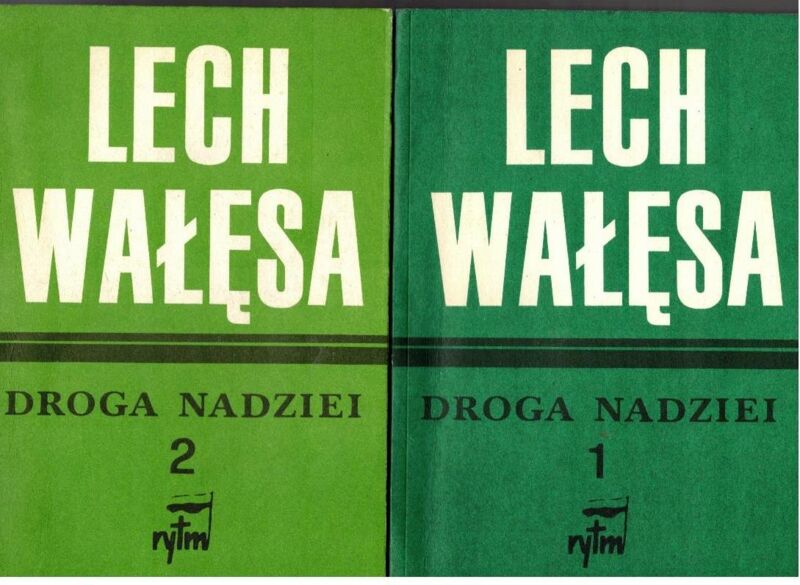 LECH
WAŁĘSA
DROGA NADZIEI
2
rytm
LECH
WAŁĘSA
DROGA NADZIEI
1
rytm